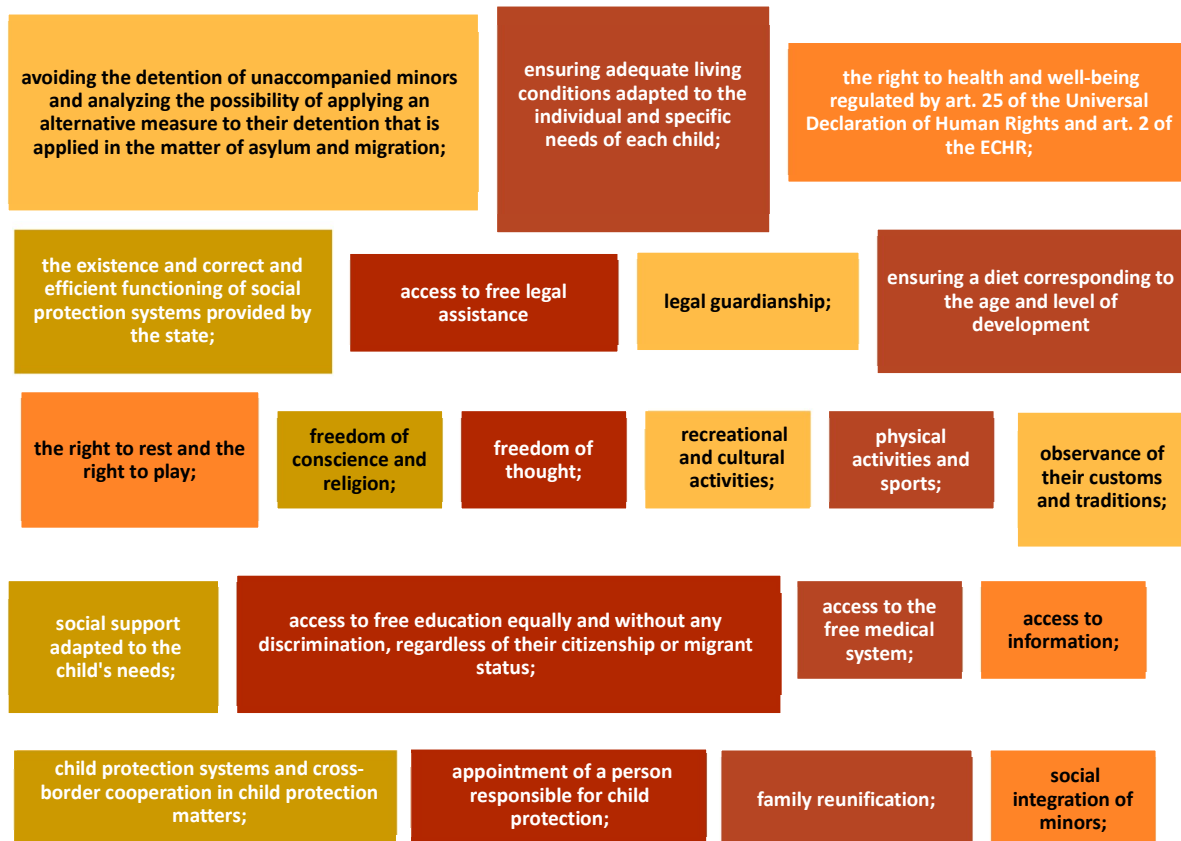 avoiding the detention of unaccompanied minors
and analyzing the possibility of applying an
alternative measure to their detention that is
applied in the matter of asylum and migration;
ensuring adequate living
conditions adapted to the
individual and specific
needs of each child;
the right to health and well-being
regulated by art. 25 of the Universal
Declaration of Human Rights and art. 2 of
the ECHR;
the existence and correct and
efficient functioning of social
protection systems provided by
the state;
access to free legal
assistance
legal guardianship;
ensuring a diet corresponding to
the age and level of
development
the right to rest and the
right to play;
freedom of
conscience and
religion;
freedom of
thought;
recreational
and cultural
activities;
physical
activities and
sports;
observance of
their customs
and traditions;
social support
adapted to the
child's needs;
access to free education equally and without any
discrimination, regardless of their citizenship or migrant
status;
access to the
free medical
system;
access to
information;
child protection systems and cross-
border cooperation in child protection
matters;
appointment of a person
responsible for child
protection;
family reunification;
social
integration of
minors;